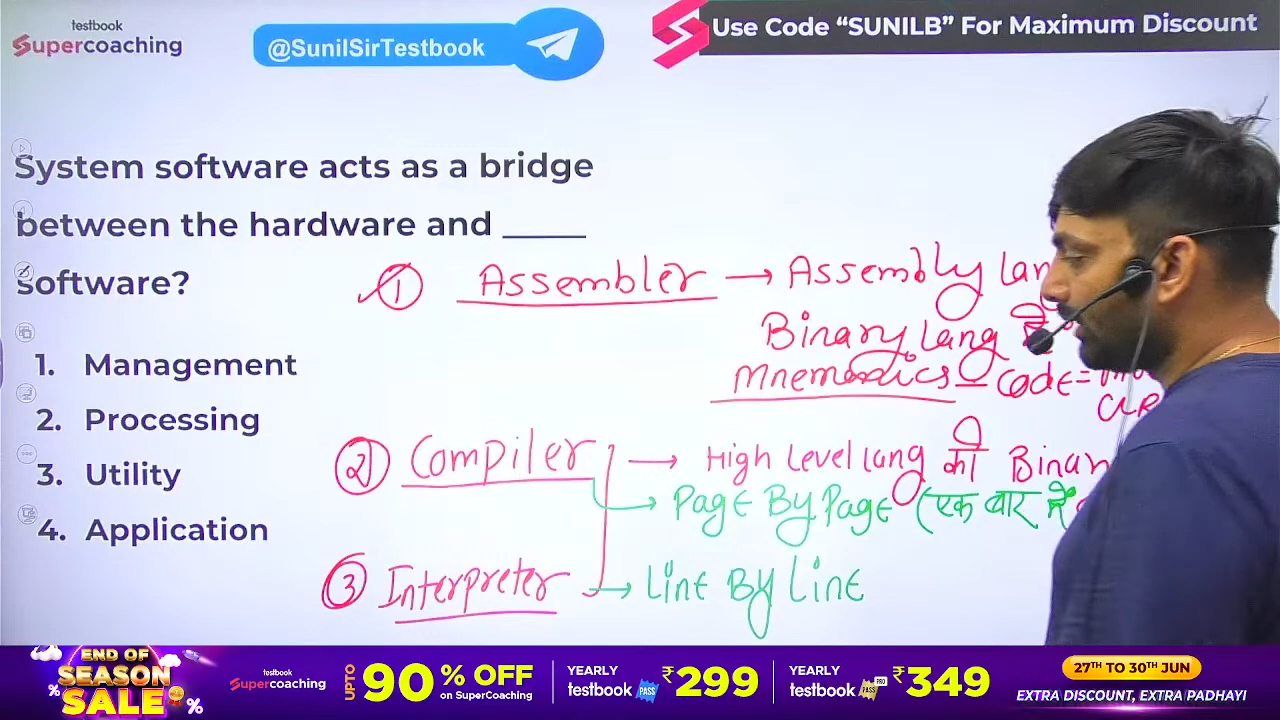 testbook
Supercoaching
@SunilSirTestbook
Use Code “SUNILB” For Maximum Discount
System software acts as a bridge
between the hardware and _____
software?
1. Management
2. Processing
3. Utility
4. Application
1 Assembler → Assembly lan
Binary lang
Mnemonics - Code =
2 Compiler → High Level lang को Binar
→ Page By Page (एक बार में
3 Interpreter → Line By Line
END OF
SEASON
SALE
%
%
testbook
Supercoaching
UPTO 90% OFF
on SuperCoaching
YEARLY
testbook PASS ₹299
YEARLY
testbook PASS PRO ₹349
27TH TO 30TH JUN
EXTRA DISCOUNT, EXTRA PADHAYI